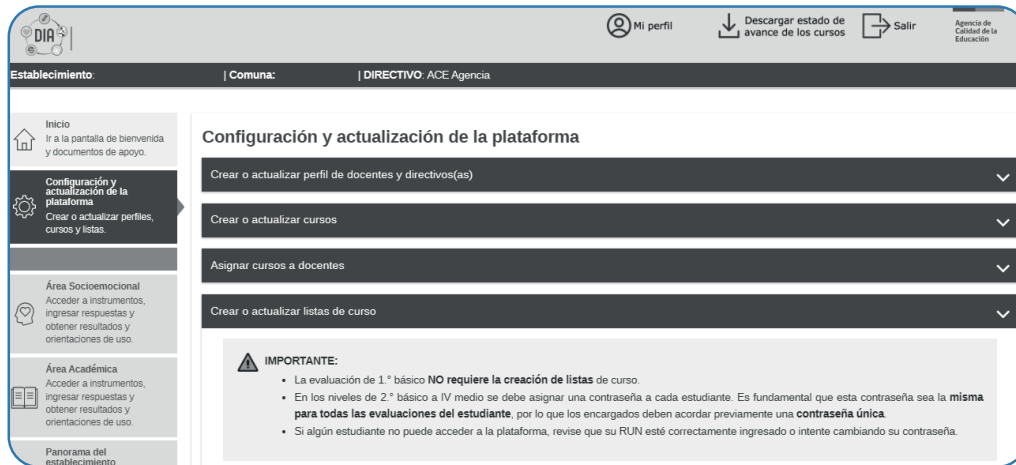 DIA
Mi perfil
Descargar estado de
avance de los cursos
Salir
Agencia de
Calidad de la
Educación
Establecimiento:
| Comuna:
| DIRECTIVO: ACE Agencia
Inicio
Ir a la pantalla de bienvenida
y documentos de apoyo.
Configuración y
actualización de la
plataforma
Crear o actualizar perfiles,
cursos y listas.
Área Socioemocional
Acceder a instrumentos,
ingresar respuestas y
obtener resultados y
orientaciones de uso.
Área Académica
Acceder a instrumentos,
ingresar respuestas y
obtener resultados y
orientaciones de uso.
Panorama del
establecimiento
Configuración y actualización de la plataforma
Crear o actualizar perfil de docentes y directivos(as)
Crear o actualizar cursos
Asignar cursos a docentes
Crear o actualizar listas de curso
IMPORTANTE:
• La evaluación de 1.° básico NO requiere la creación de listas de curso.
• En los niveles de 2.° básico a IV medio se debe asignar una contraseña a cada estudiante. Es fundamental que esta contraseña sea la misma
para todas las evaluaciones del estudiante, por lo que los encargados deben acordar previamente una contraseña única.
• Si algún estudiante no puede acceder a la plataforma, revise que su RUN esté correctamente ingresado o intente cambiando su contraseña.